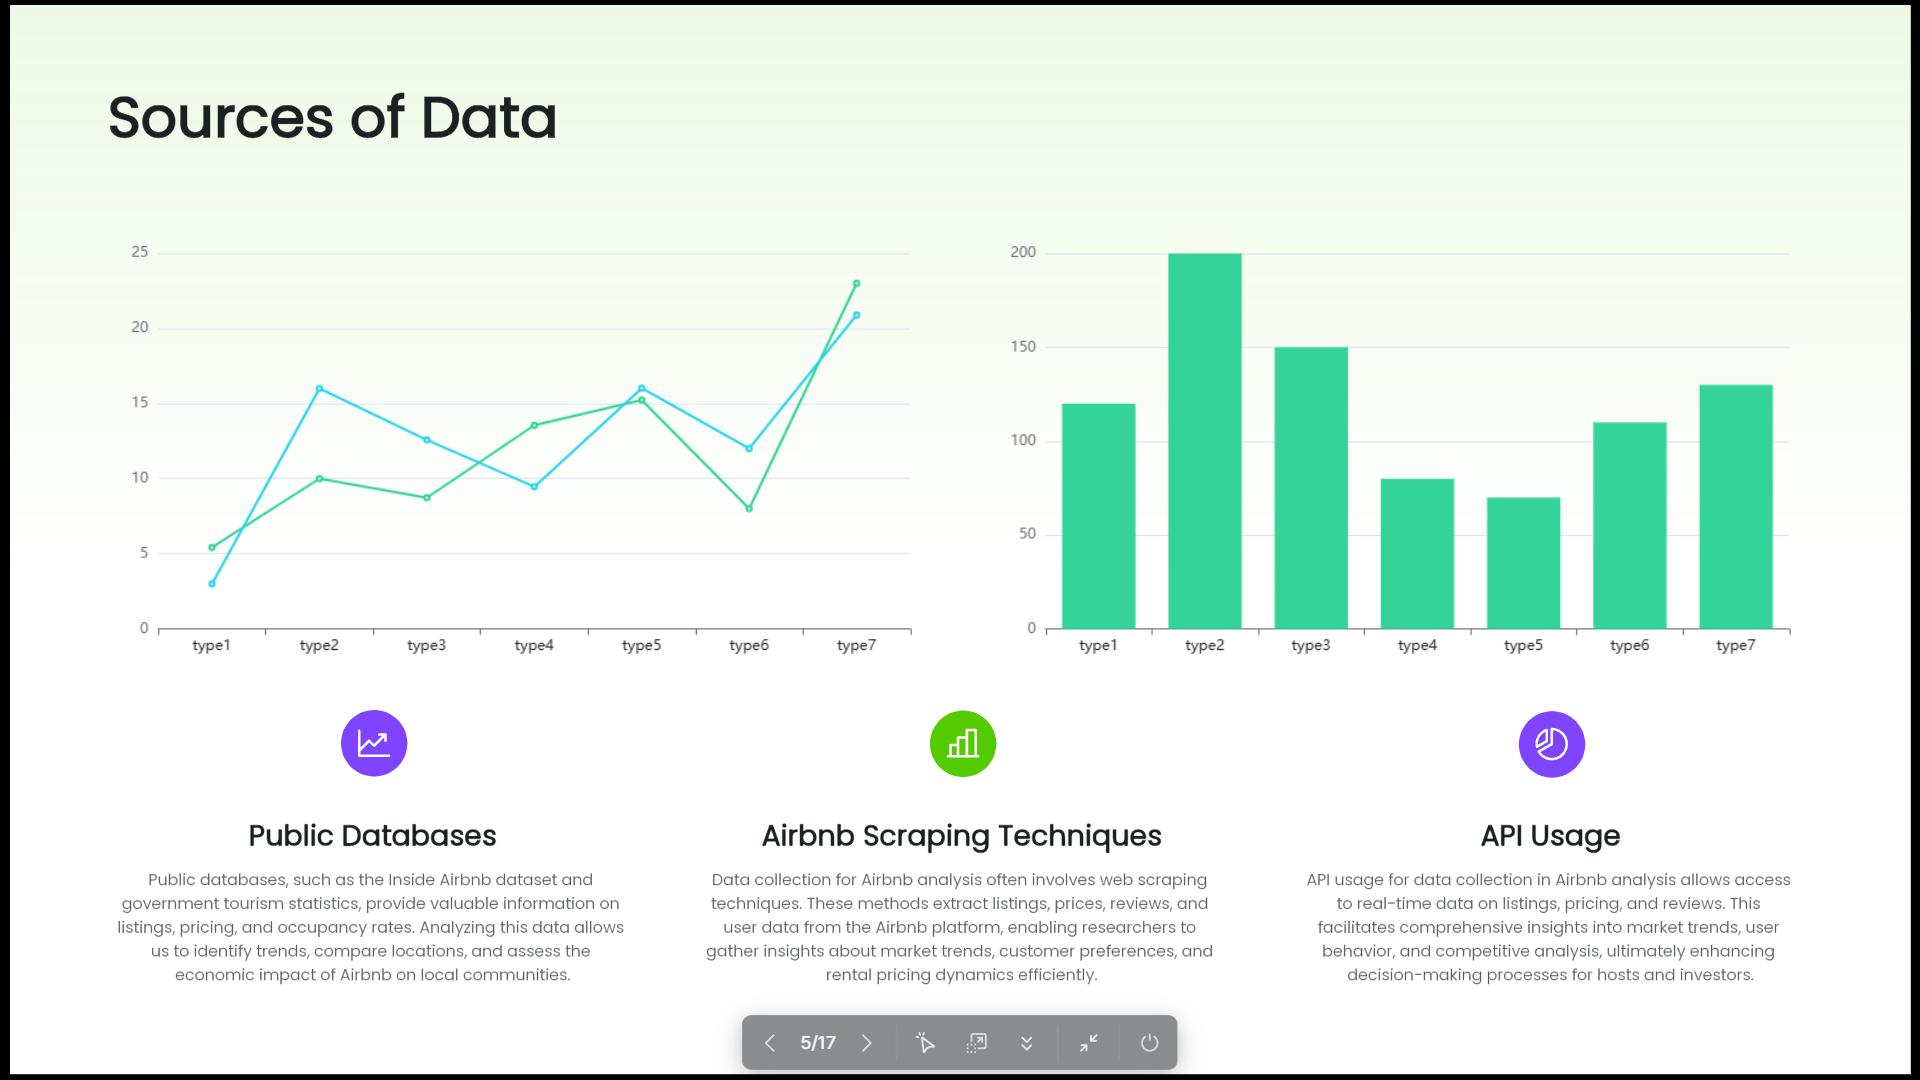 Sources of Data
25
20
15
10
5
0
type1 type2 type3 type4 type5 type6 type7
200
150
100
50
0
type1 type2 type3 type4 type5 type6 type7
Public Databases
Public databases, such as the Inside Airbnb dataset and
government tourism statistics, provide valuable information on
listings, pricing, and occupancy rates. Analyzing this data allows
us to identify trends, compare locations, and assess the
economic impact of Airbnb on local communities.
Airbnb Scraping Techniques
Data collection for Airbnb analysis often involves web scraping
techniques. These methods extract listings, prices, reviews, and
user data from the Airbnb platform, enabling researchers to
gather insights about market trends, customer preferences, and
rental pricing dynamics efficiently.
API Usage
API usage for data collection in Airbnb analysis allows access
to real-time data on listings, pricing, and reviews. This
facilitates comprehensive insights into market trends, user
behavior, and competitive analysis, ultimately enhancing
decision-making processes for hosts and investors.
5/17